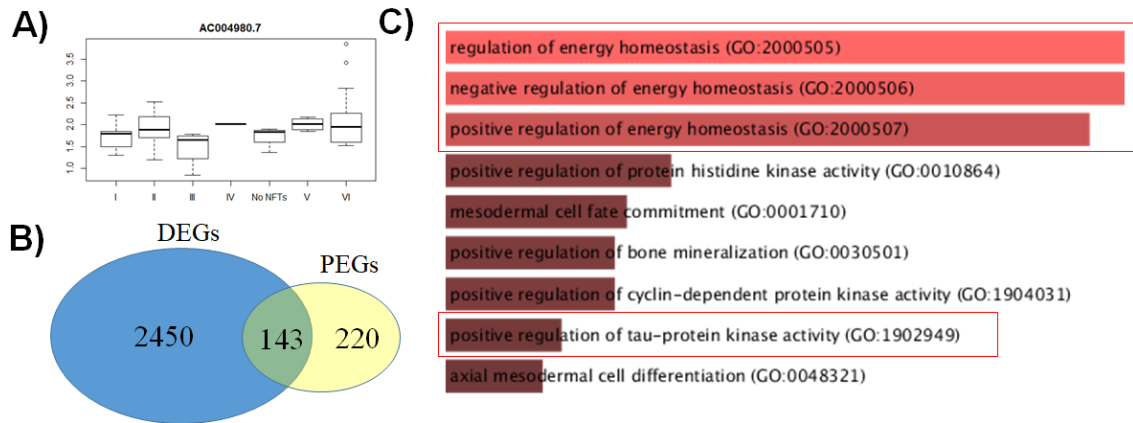 A)
AC004980.7
3.5
3.0
2.5
2.0
1.5
1.0
I II III IV No NFTs V VI
B)
DEGs
PEGs
2450 143 220
C)
regulation of energy homeostasis (GO:2000505)
negative regulation of energy homeostasis (GO:2000506)
positive regulation of energy homeostasis (GO:2000507)
positive regulation of protein histidine kinase activity (GO:0010864)
mesodermal cell fate commitment (GO:0001710)
positive regulation of bone mineralization (GO:0030501)
positive regulation of cyclin-dependent protein kinase activity (GO:1904031)
positive regulation of tau-protein kinase activity (GO:1902949)
axial mesodermal cell differentiation (GO:0048321)